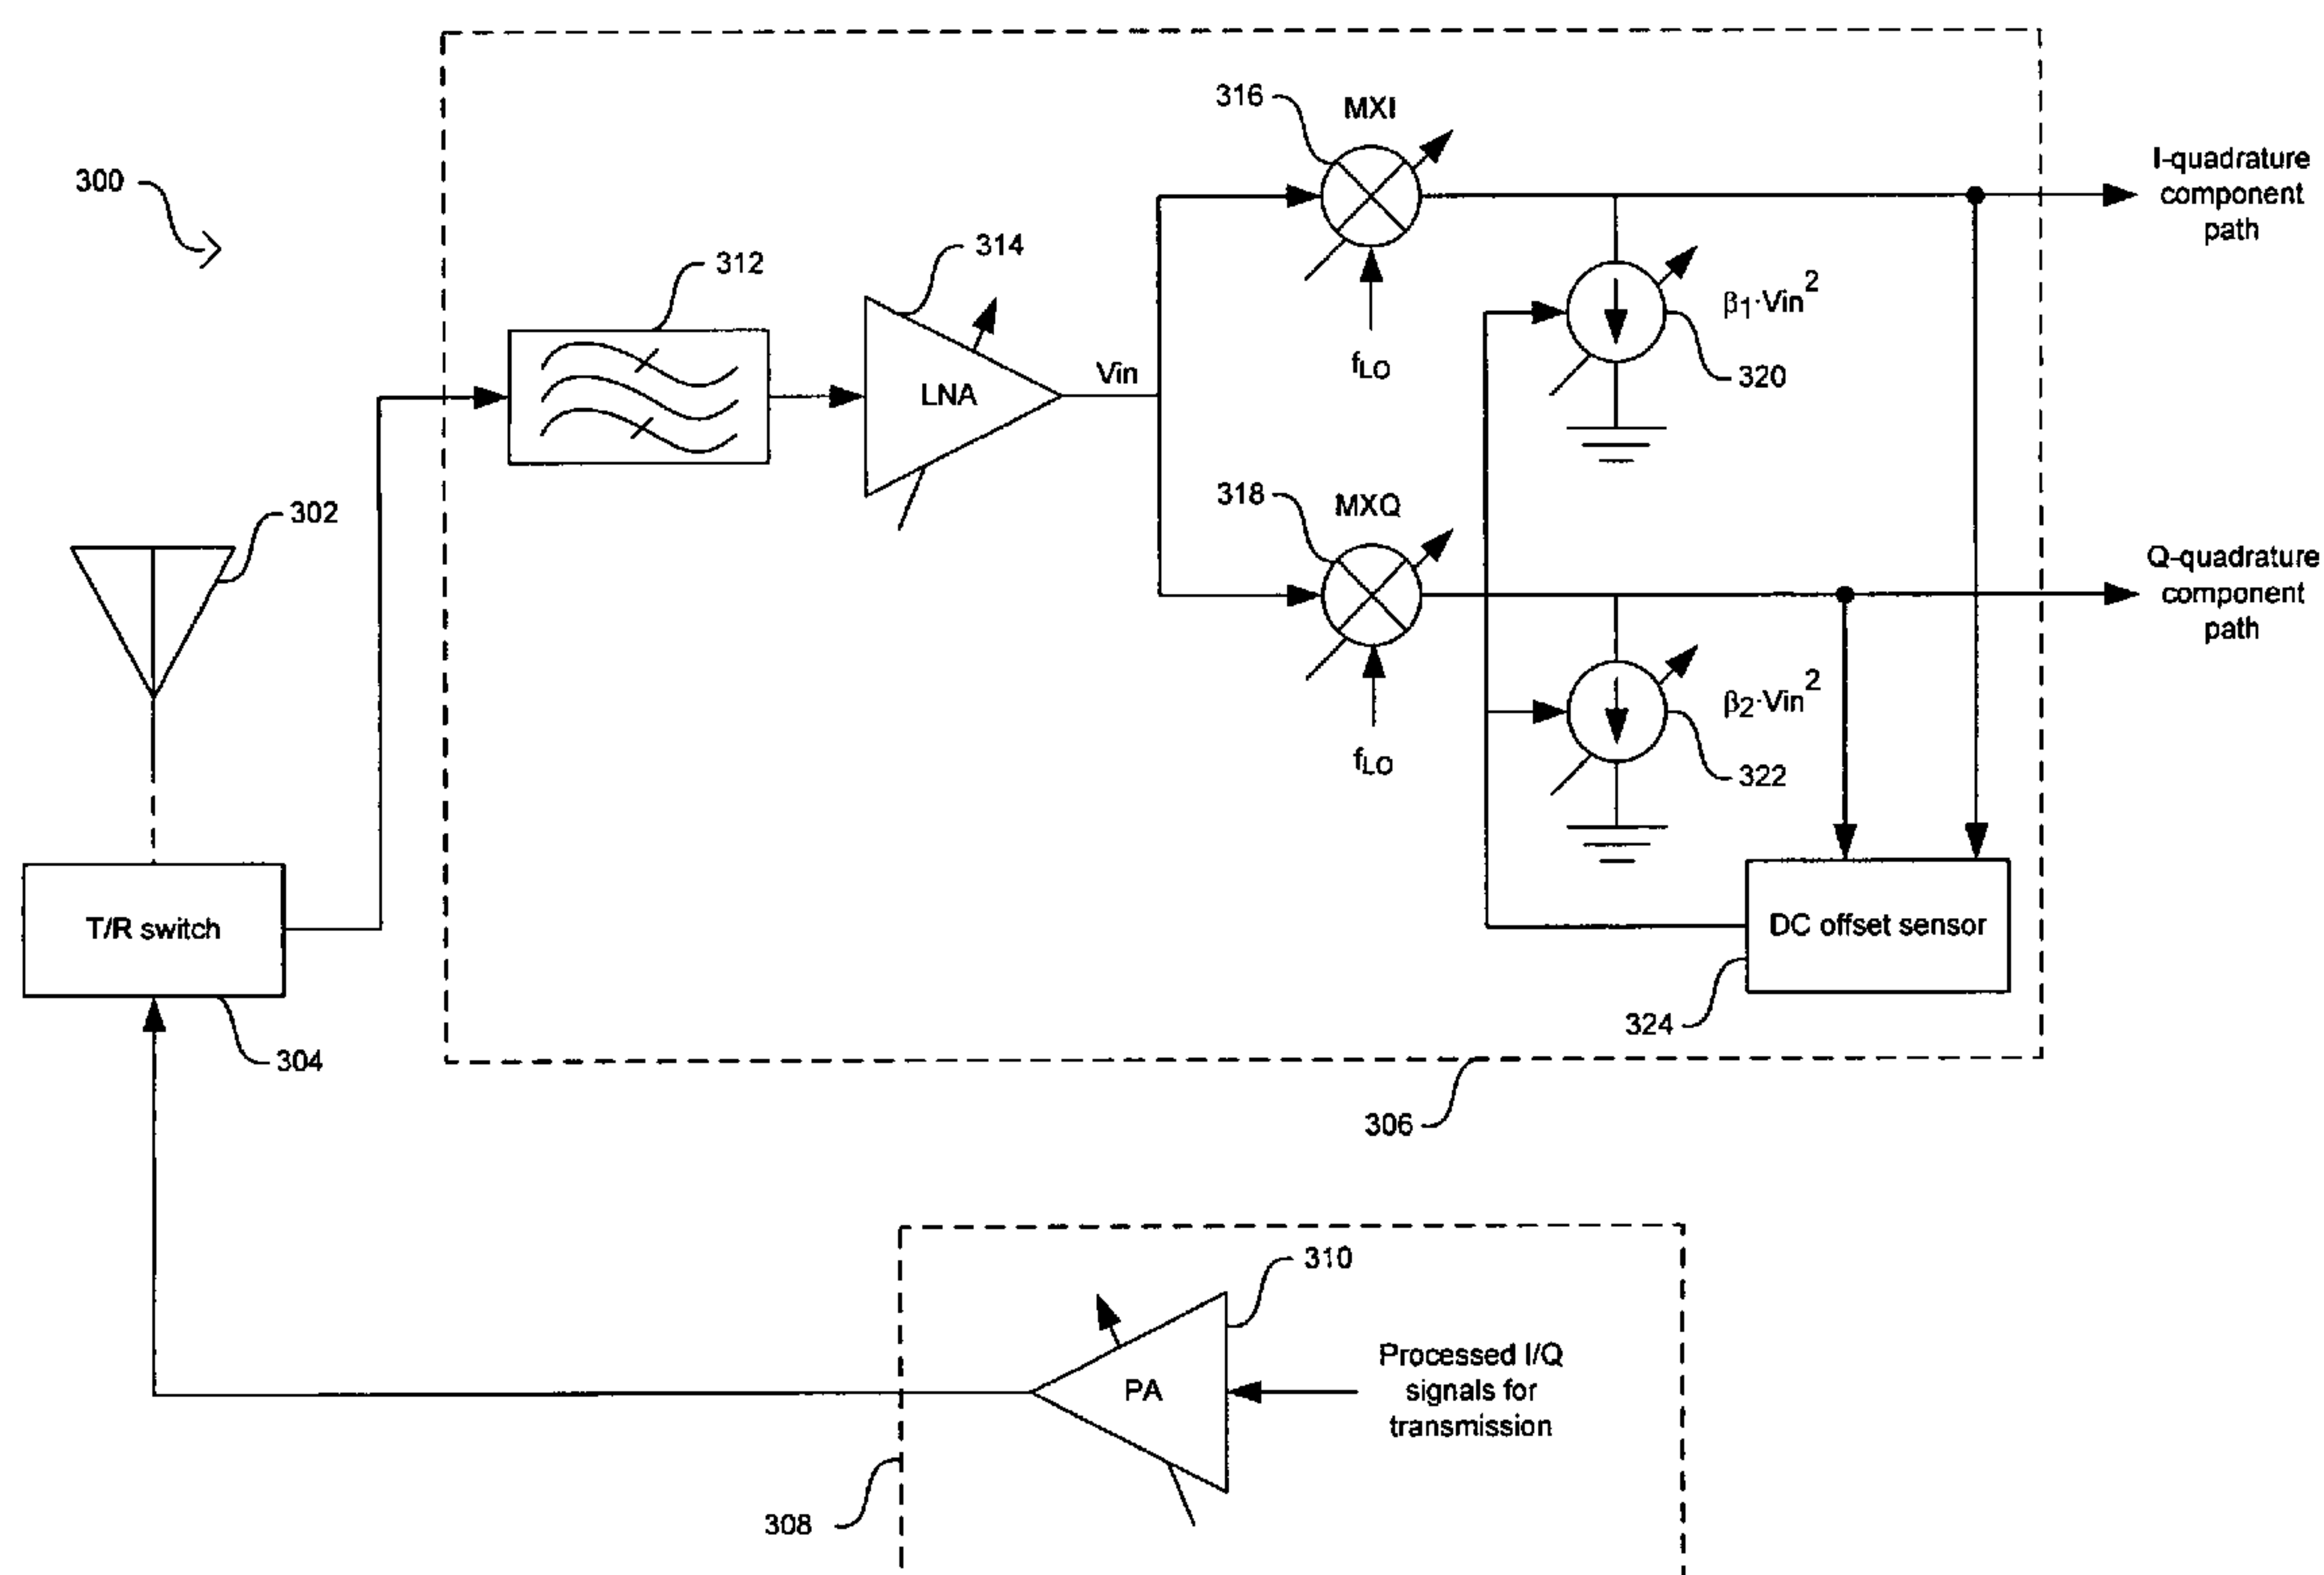 316
MXI
I-quadrature
component
path
300
312
314
LNA
Vin
fLO
β1·Vin2
320
302
318
MXQ
Q-quadrature
component
path
fLO
β2·Vin2
322
T/R switch
DC offset sensor
324
304
306
310
PA
Processed I/Q
signals for
transmission
308